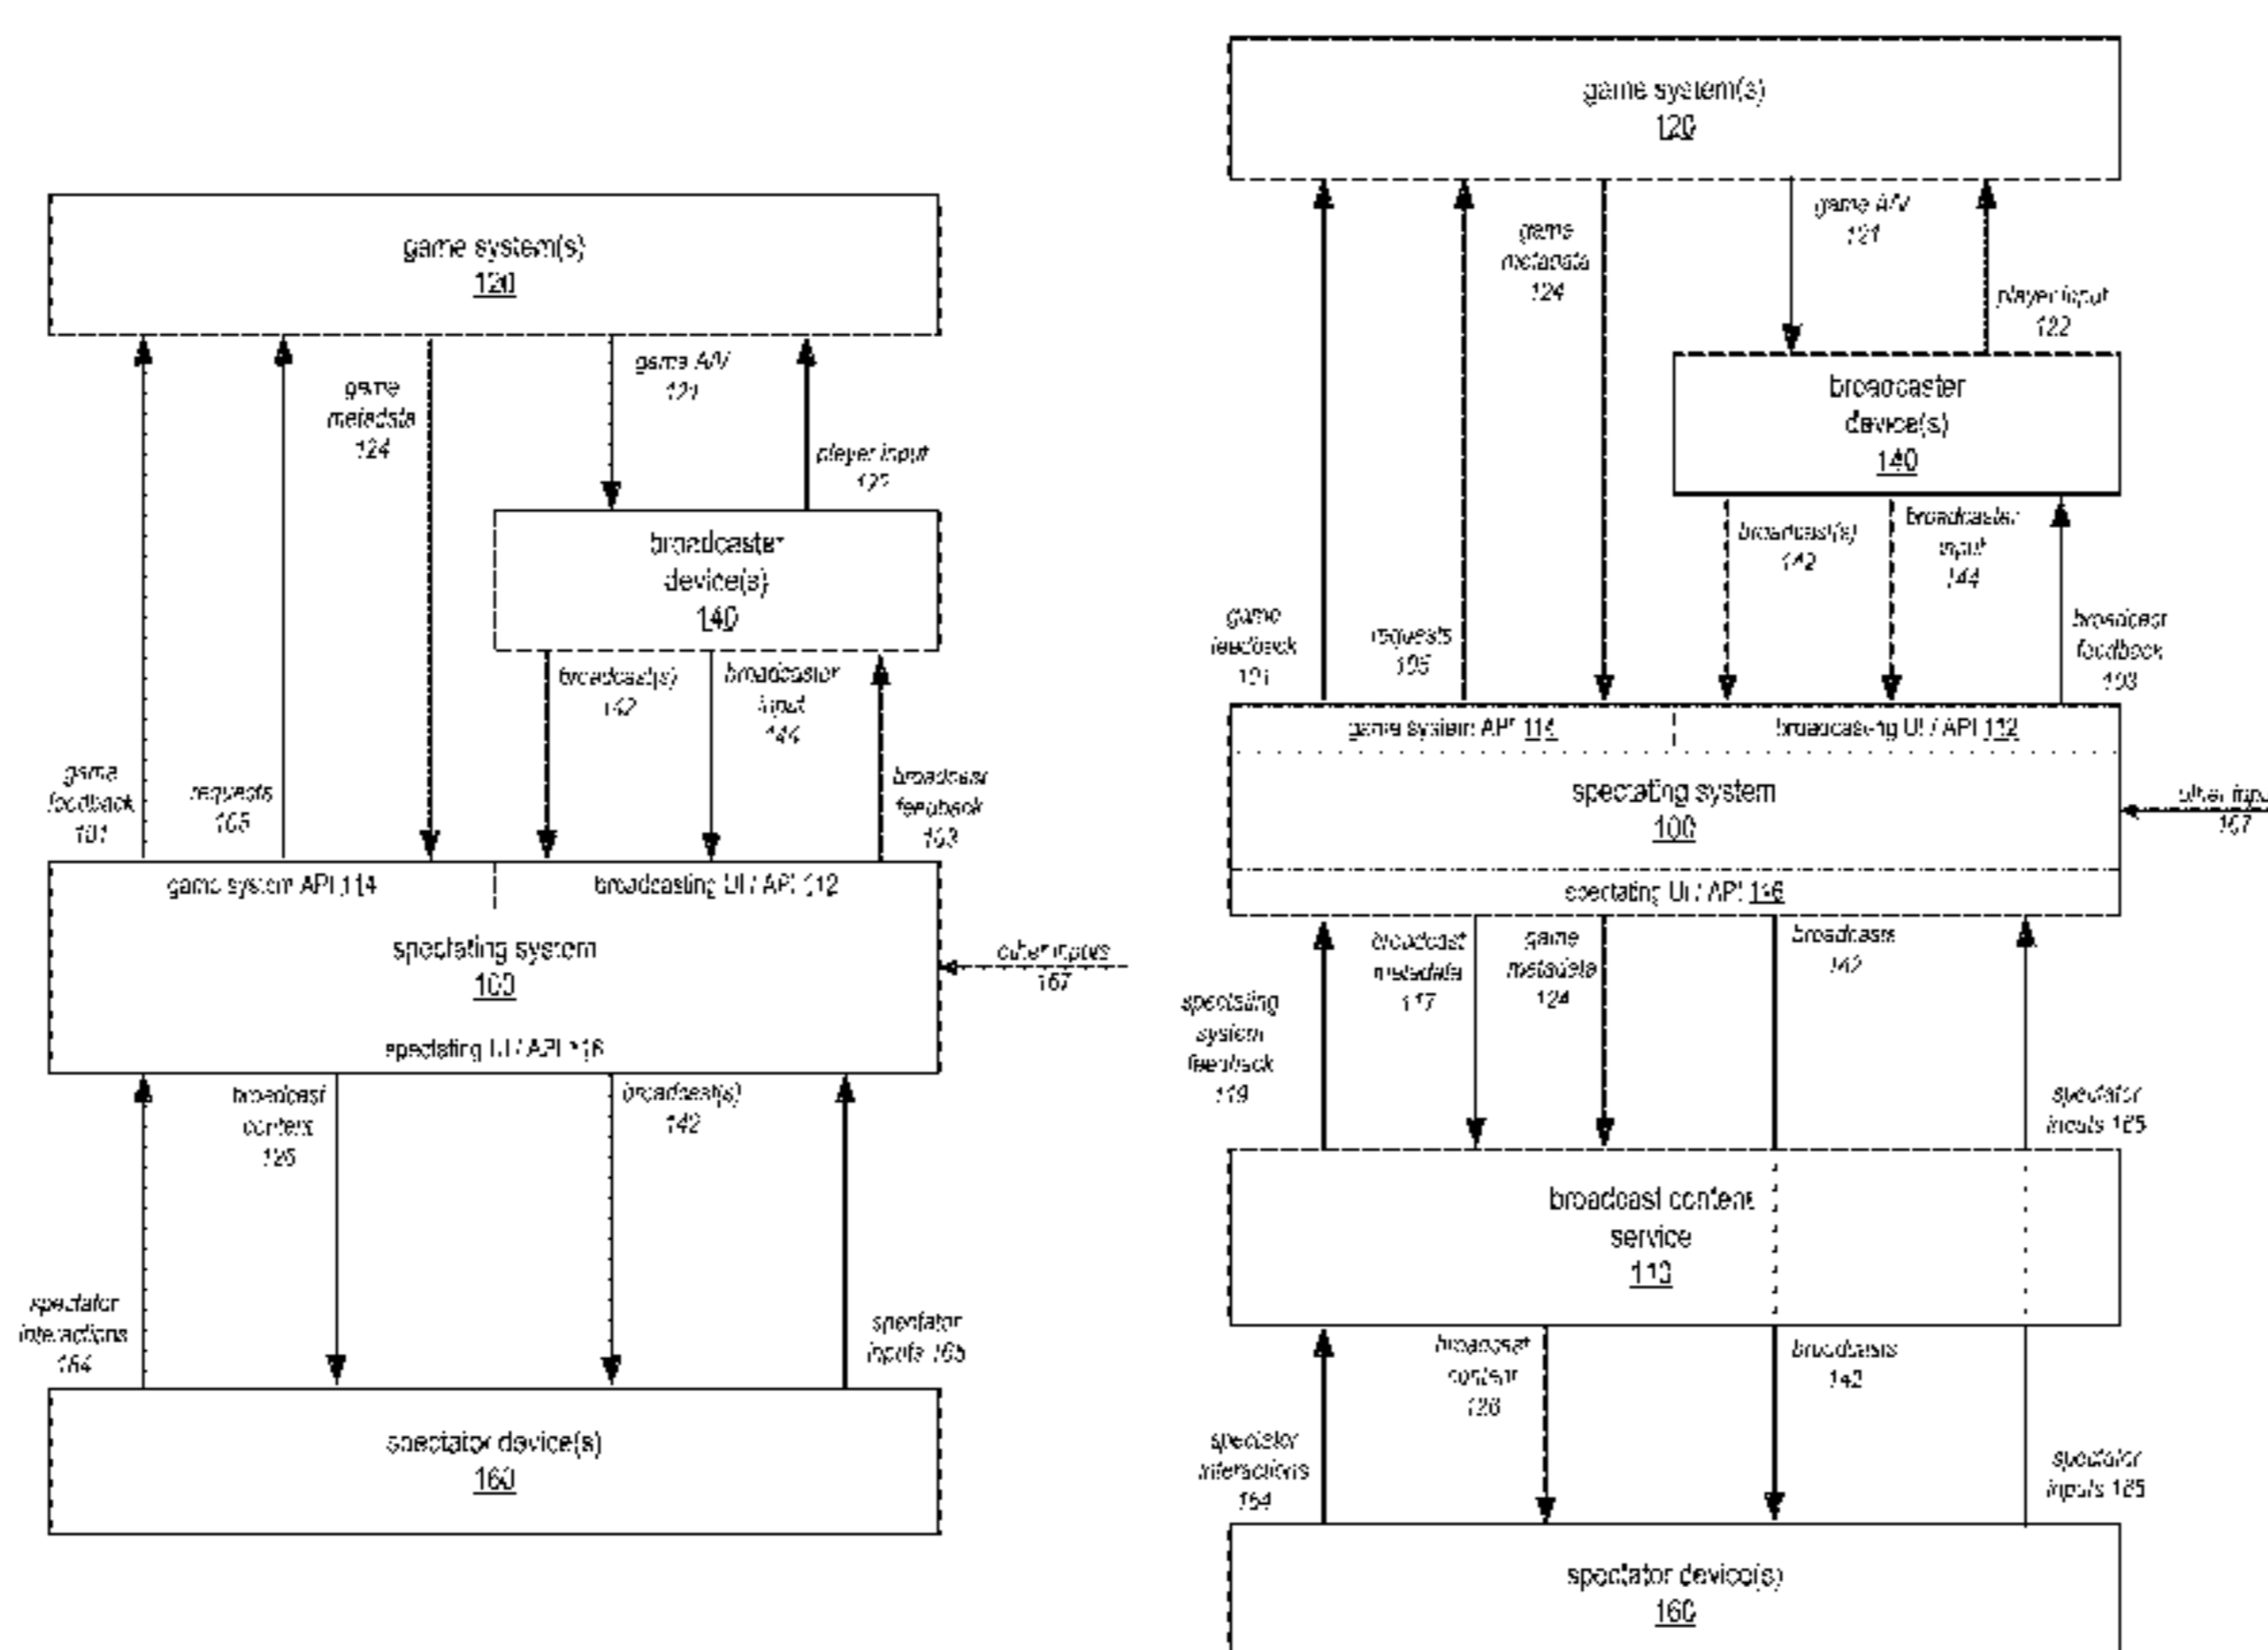 game system(s)
120
game A/V
121
game
metadata
124
player input
122
broadcaster
device(s)
140
broadcast(s)
142
broadcaster
input
144
game
feedback
101
requests
105
broadcast
feedback
103
game system API 114
broadcasting UI / API 112
spectating system
100
other inputs
167
spectating UI / API 116
broadcast
content
126
broadcast(s)
142
spectator
interactions
164
spectator
inputs 165
spectator device(s)
160
game system(s)
120
game A/V
121
game
metadata
124
player input
122
broadcaster
device(s)
140
broadcast(s)
142
broadcaster
input
144
game
feedback
101
requests
105
broadcast
feedback
103
game system API 114
broadcasting UI / API 112
spectating system
100
other
167
spectating UI / API 116
broadcast
metadata
117
game
metadata
124
broadcasts
142
spectating
system
feedback
119
spectator
inputs 165
broadcast content
service
110
broadcast
content
126
broadcasts
142
spectator
interactions
164
spectator
inputs 165
spectator device(s)
160